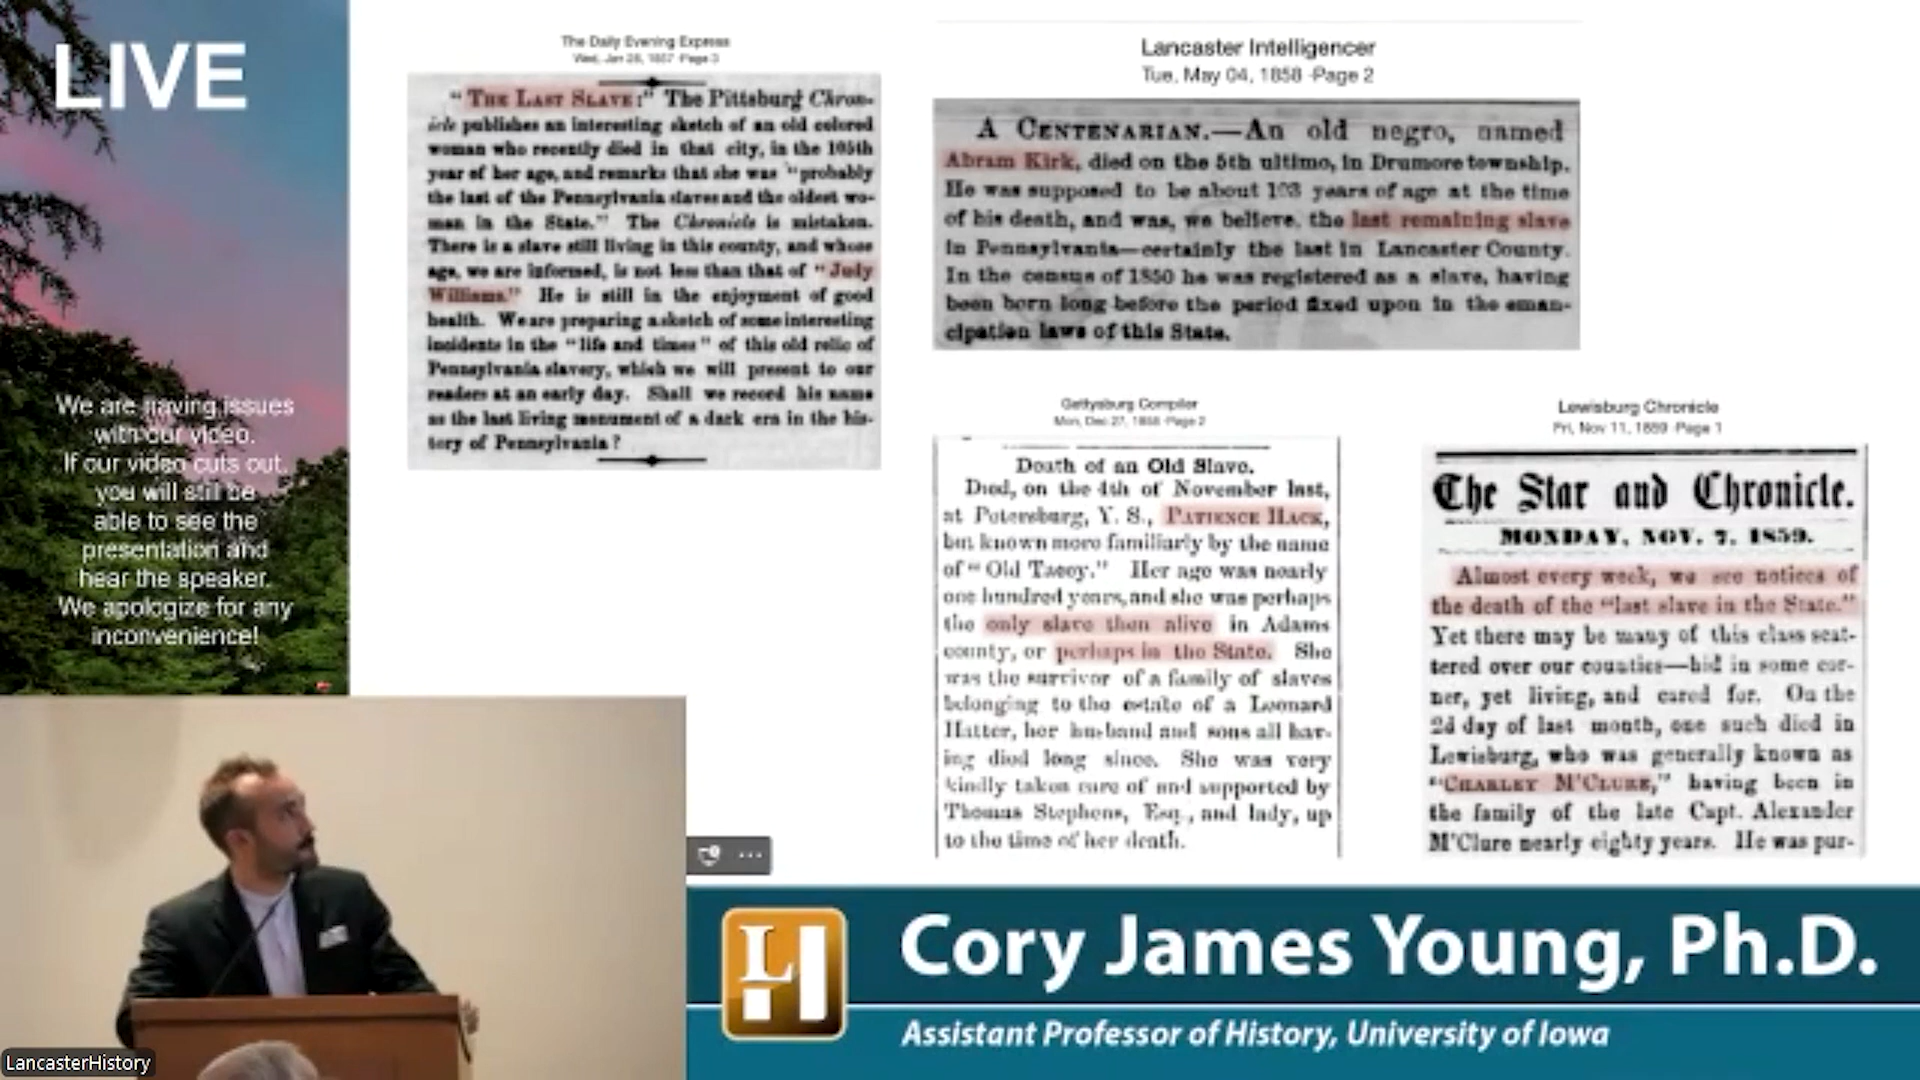 LIVE
We are having issues
with our video.
If our video cuts out,
you will still be
able to see the
presentation and
hear the speaker.
We apologize for any
inconvenience!
The Daily Evening Express
Wed, Jan 28, 1857 ·Page 3
"THE LAST SLAVE:" The Pittsburg Chron-
icle publishes an interesting sketch of an old colored
woman who recently died in that city, in the 105th
year of her age, and remarks that she was "probably
the last of the Pennsylvania slaves and the oldest wo-
man in the State." The Chronicle is mistaken.
There is a slave still living in this county, and whose
age, we are informed, is not less than that of "Judy
Williams." He is still in the enjoyment of good
health. We are preparing a sketch of some interesting
incidents in the "life and times" of this old relic of
Pennsylvania slavery, which we will present to our
readers at an early day. Shall we record his name
as the last living monument of a dark era in the his-
tory of Pennsylvania?
Lancaster Intelligencer
Tue, May 04, 1858 ·Page 2
A CENTENARIAN.—An old negro, named
Abram Kirk, died on the 5th ultimo, in Drumore township.
He was supposed to be about 103 years of age at the time
of his death, and was, we believe, the last remaining slave
in Pennsylvania—certainly the last in Lancaster County.
In the census of 1850 he was registered as a slave, having
been born long before the period fixed upon in the eman-
cipation laws of this State.
Gettysburg Compiler
Mon, Dec 27, 1858 ·Page 2
Death of an Old Slave.
Died, on the 4th of November last,
at Petersburg, Y. S., PATIENCE HACK,
but known more familiarly by the name
of "Old Tacey." Her age was nearly
one hundred years, and she was perhaps
the only slave then alive in Adams
county, or perhaps in the State. She
was the survivor of a family of slaves
belonging to the estate of a Leonard
Hatter, her husband and sons all hav-
ing died long since. She was very
kindly taken care of and supported by
Thomas Stephens, Esq., and lady, up
to the time of her death.
Lewisburg Chronicle
Fri, Nov 11, 1859 ·Page 1
The Star and Chronicle.
MONDAY, NOV. 7, 1859.
Almost every week, we see notices of
the death of the "last slave in the State."
Yet there may be many of this class scat-
tered over our counties—hid in some cor-
ner, yet living, and cared for. On the
2d day of last month, one such died in
Lewisburg, who was generally known as
"CHARLEY M'CLURE," having been in
the family of the late Capt. Alexander
M'Clure nearly eighty years. He was pur-
LH
Cory James Young, Ph.D.
Assistant Professor of History, University of Iowa
LancasterHistory